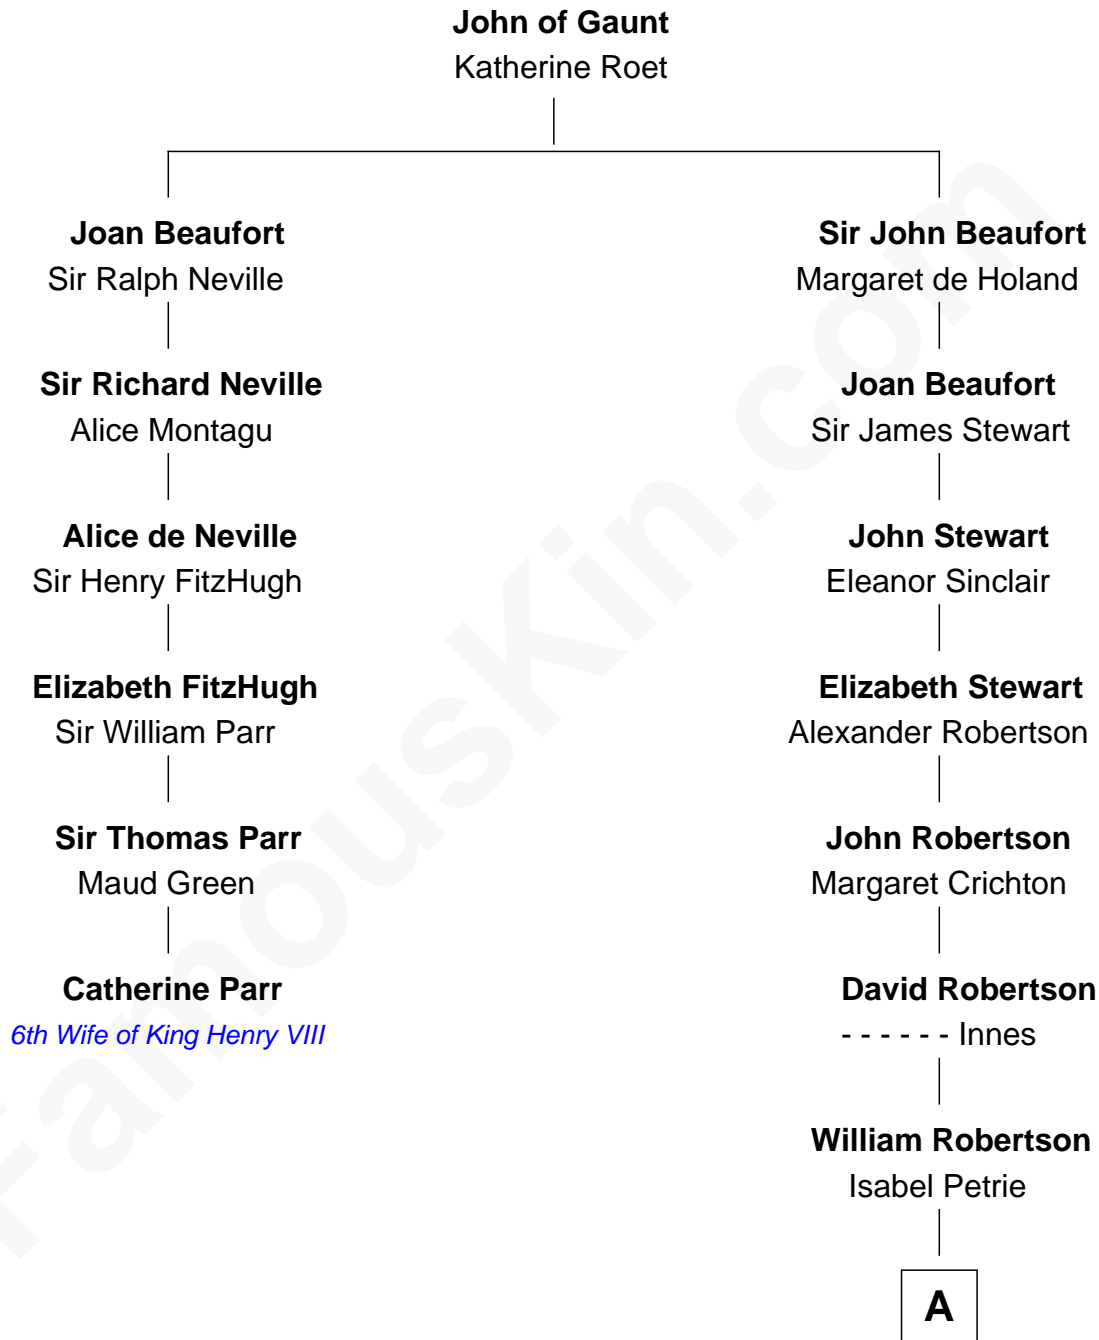 John of Gaunt
Katherine Roet
Joan Beaufort
Sir Ralph Neville
Sir Richard Neville
Alice Montagu
Alice de Neville
Sir Henry FitzHugh
Elizabeth FitzHugh
Sir William Parr
Sir Thomas Parr
Maud Green
Catherine Parr
6th Wife of King Henry VIII
Sir John Beaufort
Margaret de Holand
Joan Beaufort
Sir James Stewart
John Stewart
Eleanor Sinclair
Elizabeth Stewart
Alexander Robertson
John Robertson
Margaret Crichton
David Robertson
- - - - - - Innes
William Robertson
Isabel Petrie
A
FamousKin.com